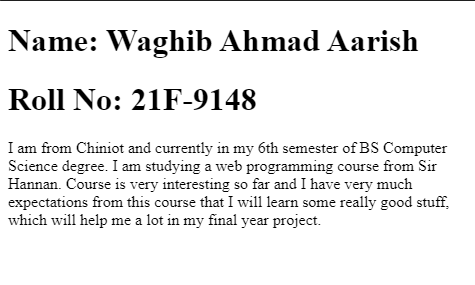 Name: Waghib Ahmad Aarish
Roll No: 21F-9148
I am from Chiniot and currently in my 6th semester of BS Computer
Science degree. I am studying a web programming course from Sir
Hannan. Course is very interesting so far and I have very much
expectations from this course that I will learn some really good stuff,
which will help me a lot in my final year project.